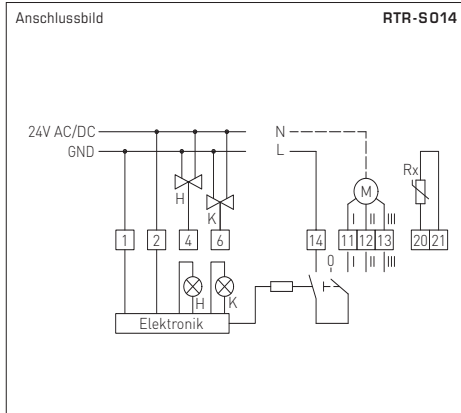 Anschlussbild RTR-S014
24V AC/DC N
GND L
H
K
M
Rx
I II III
1 2 4 6 14 11 12 13 20 21
0
I II III
H K
Elektronik